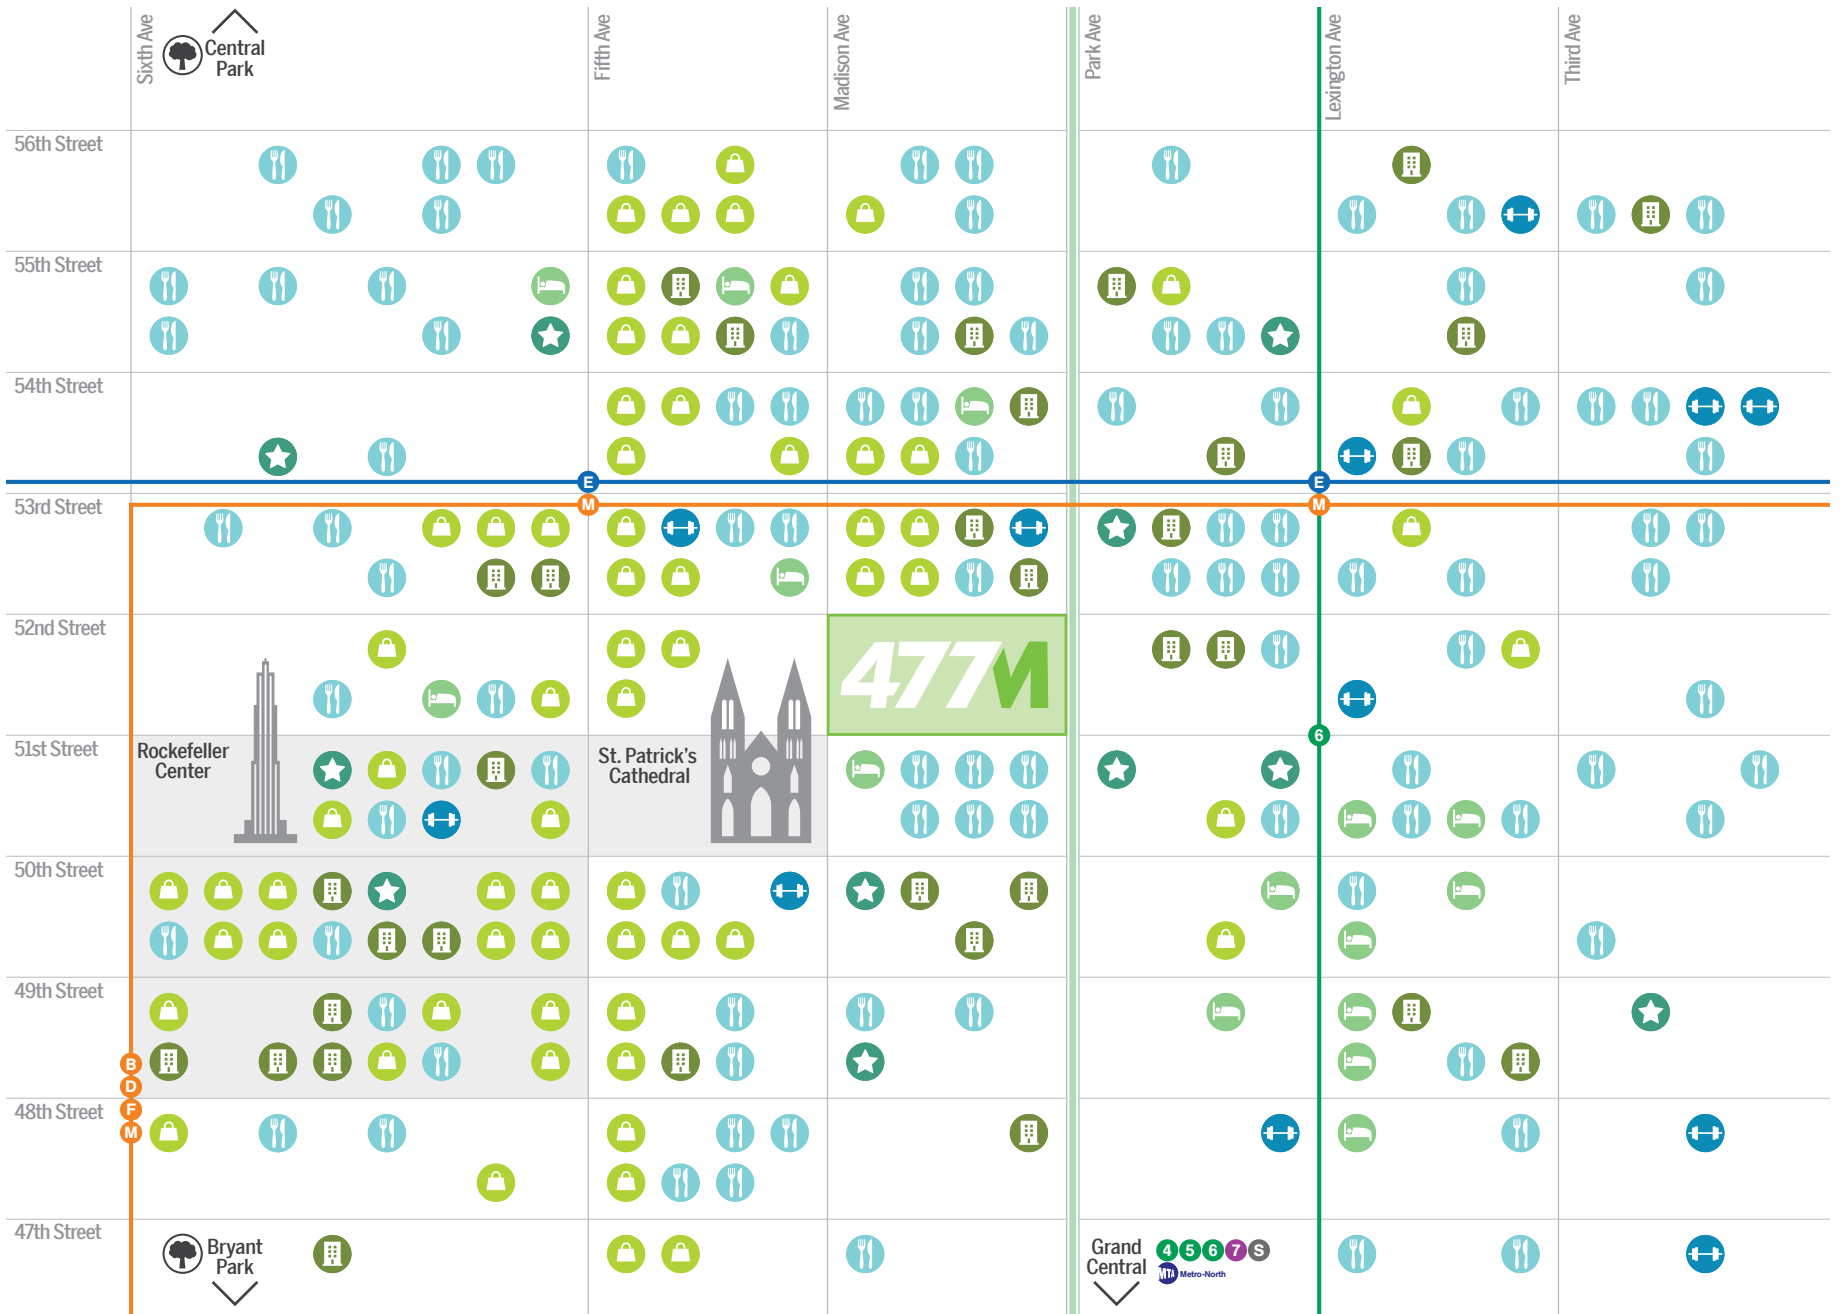 Sixth Ave
Central
Park
Fifth Ave
Madison Ave
Park Ave
Lexington Ave
Third Ave
56th Street
55th Street
54th Street
E
E
M
M
53rd Street
52nd Street
477M
51st Street
Rockefeller
Center
St. Patrick's
Cathedral
6
50th Street
49th Street
B
D
48th Street
F
M
47th Street
Bryant
Park
Grand
Central
4 5 6 7 S
MTA Metro-North